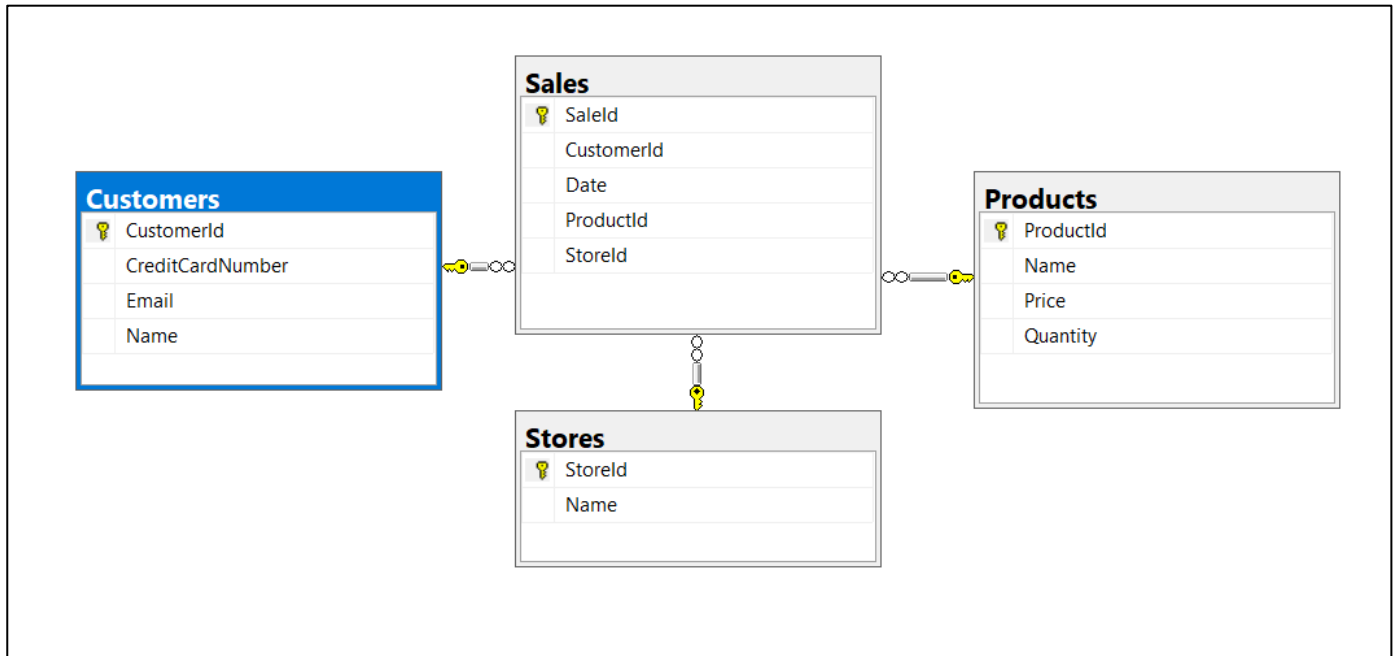 Sales
SaleId
CustomerId
Date
ProductId
StoreId
Customers
CustomerId
CreditCardNumber
Email
Name
Products
ProductId
Name
Price
Quantity
Stores
StoreId
Name